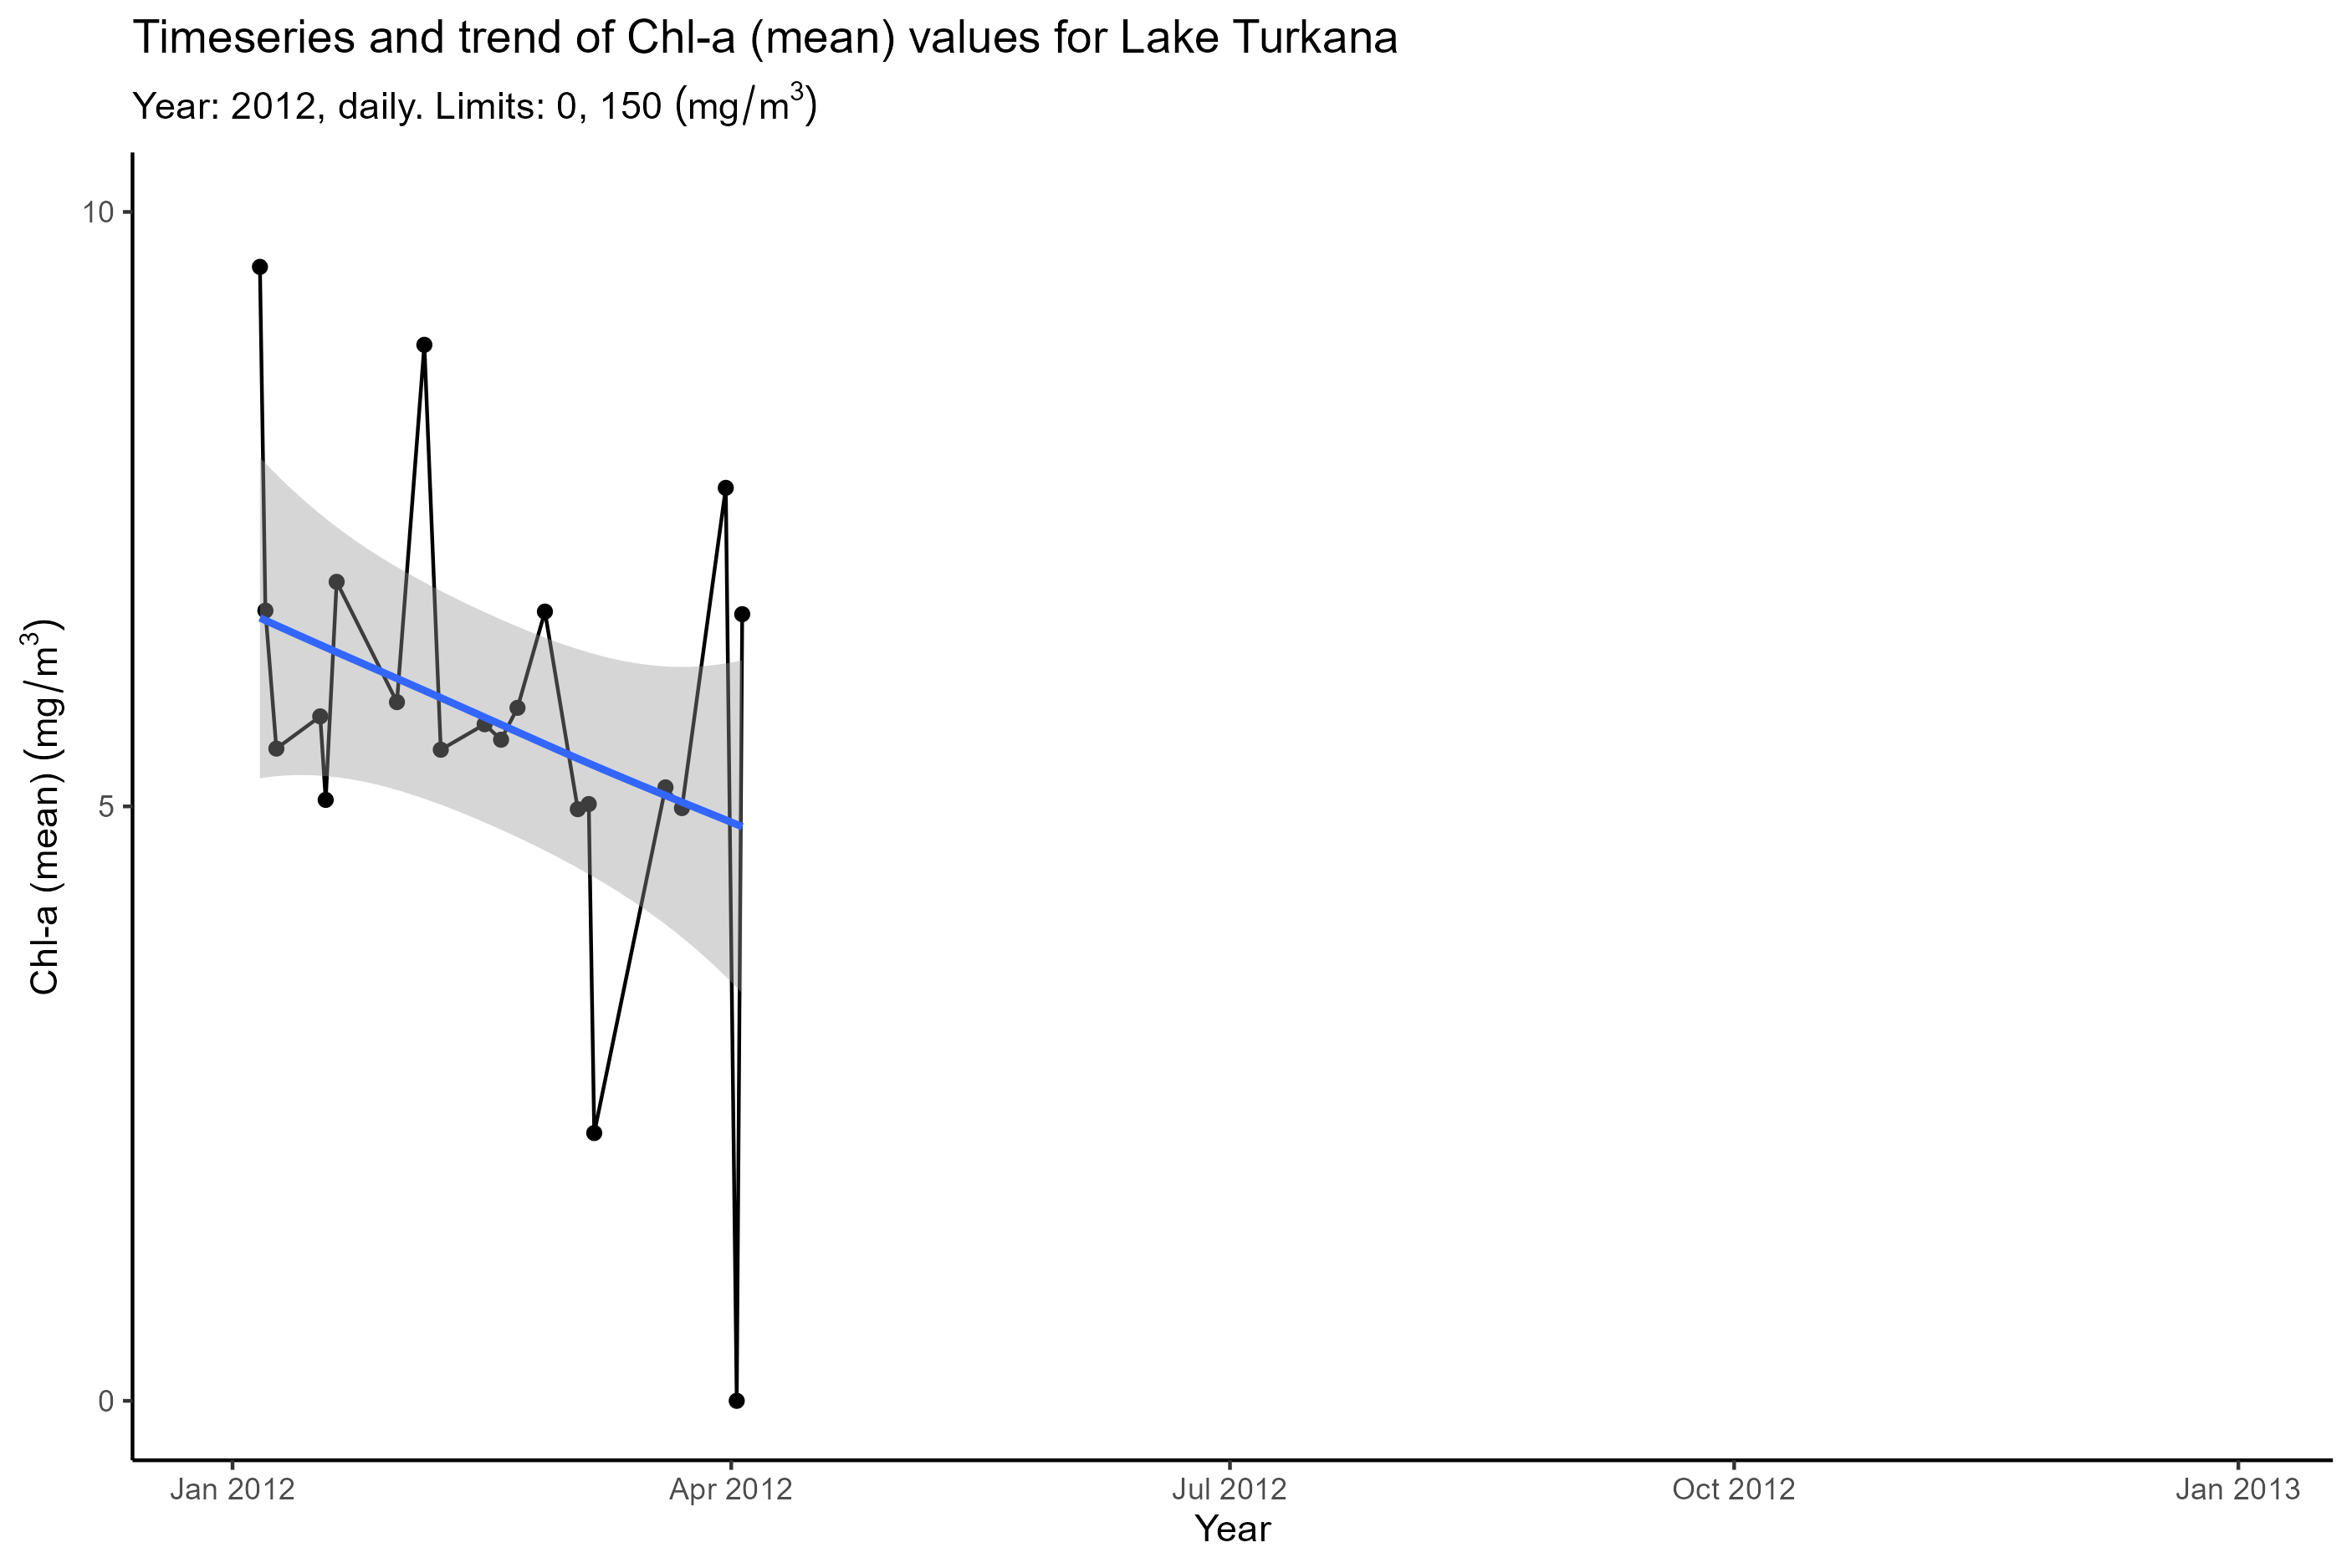 Timeseries and trend of Chl-a (mean) values for Lake Turkana
Year: 2012, daily. Limits: 0, 150 (mg/m³)
10
5
0
Chl-a (mean) (mg/m³)
Jan 2012 Apr 2012 Jul 2012 Oct 2012 Jan 2013
Year